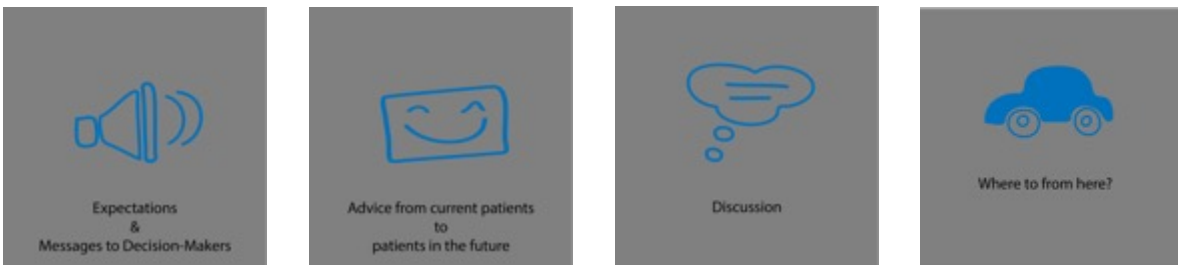 Expectations
&
Messages to Decision-Makers
Advice from current patients
to
patients in the future
Discussion
Where to from here?